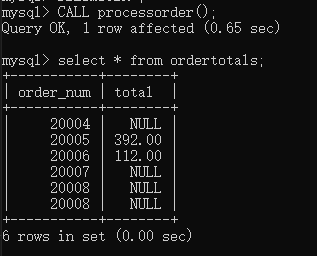 mysql> CALL processorder();
Query OK, 1 row affected (0.65 sec)
mysql> select * from ordertotals;
+-----------+--------+
| order_num | total |
+-----------+--------+
| 20004 | NULL |
| 20005 | 392.00 |
| 20006 | 112.00 |
| 20007 | NULL |
| 20008 | NULL |
| 20008 | NULL |
+-----------+--------+
6 rows in set (0.00 sec)